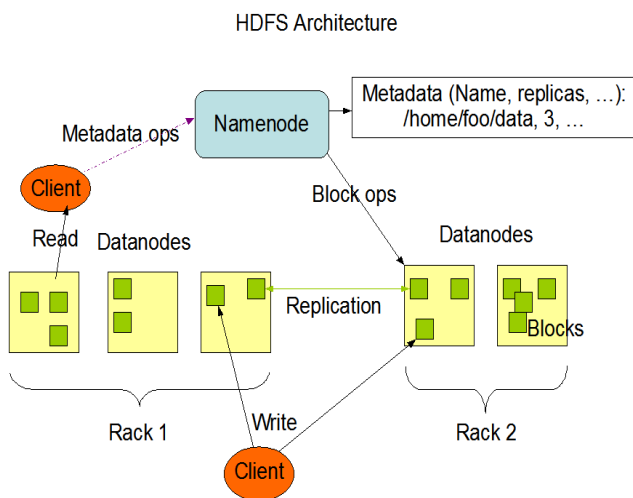 HDFS Architecture
Metadata (Name, replicas, …):
/home/foo/data, 3, …
Namenode
Metadata ops
Client
Block ops
Read
Datanodes
Datanodes
Replication
Blocks
Write
Rack 1
Rack 2
Client